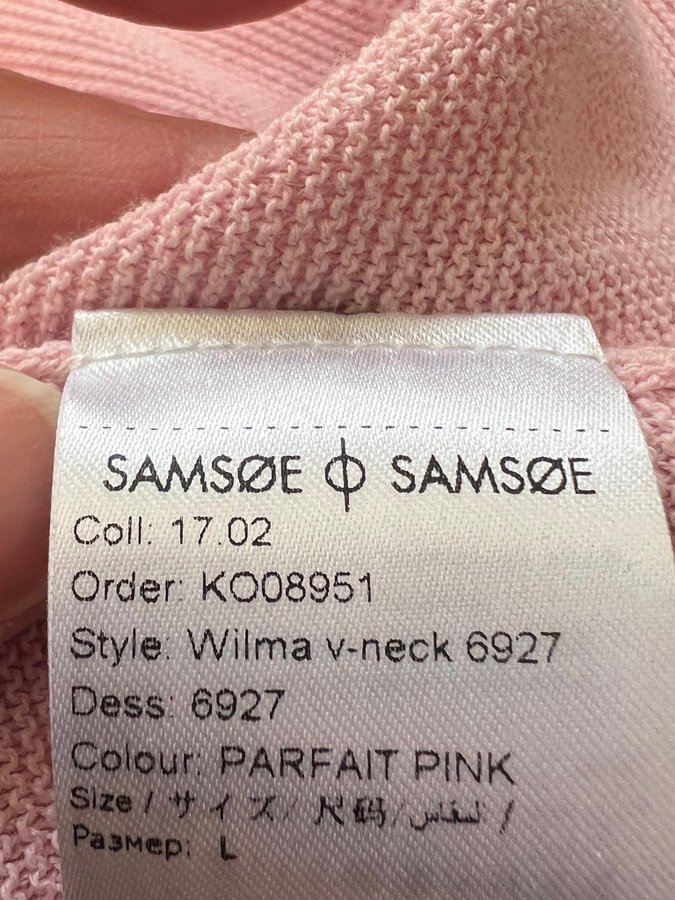 SAMSØE ϕ SAMSØE
Coll: 17.02
Order: KO08951
Style: Wilma v-neck 6927
Dess: 6927
Colour: PARFAIT PINK
Size / サイズ/ 尺码/المقاس /
Размер: L